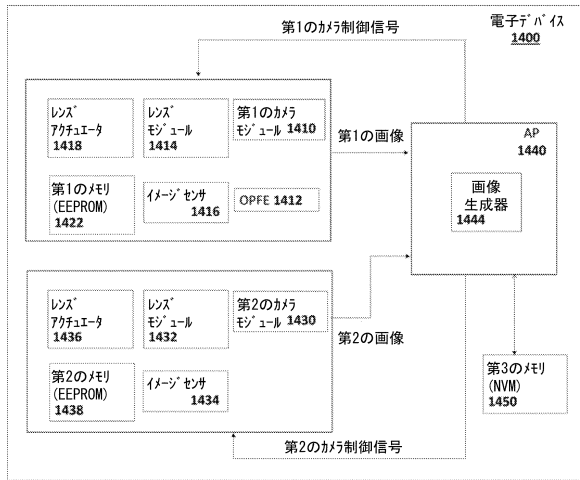 電子デバイス
1400
第1のカメラ制御信号
レンズ
アクチュエータ
1418
レンズ
モジュール
1414
第1のカメラ
モジュール 1410
第1のメモリ
(EEPROM)
1422
イメージセンサ
1416
OPFE 1412
第1の画像
AP
1440
画像
生成器
1444
レンズ
アクチュエータ
1436
レンズ
モジュール
1432
第2のカメラ
モジュール 1430
第2のメモリ
(EEPROM)
1438
イメージセンサ
1434
第2の画像
第3のメモリ
(NVM)
1450
第2のカメラ制御信号